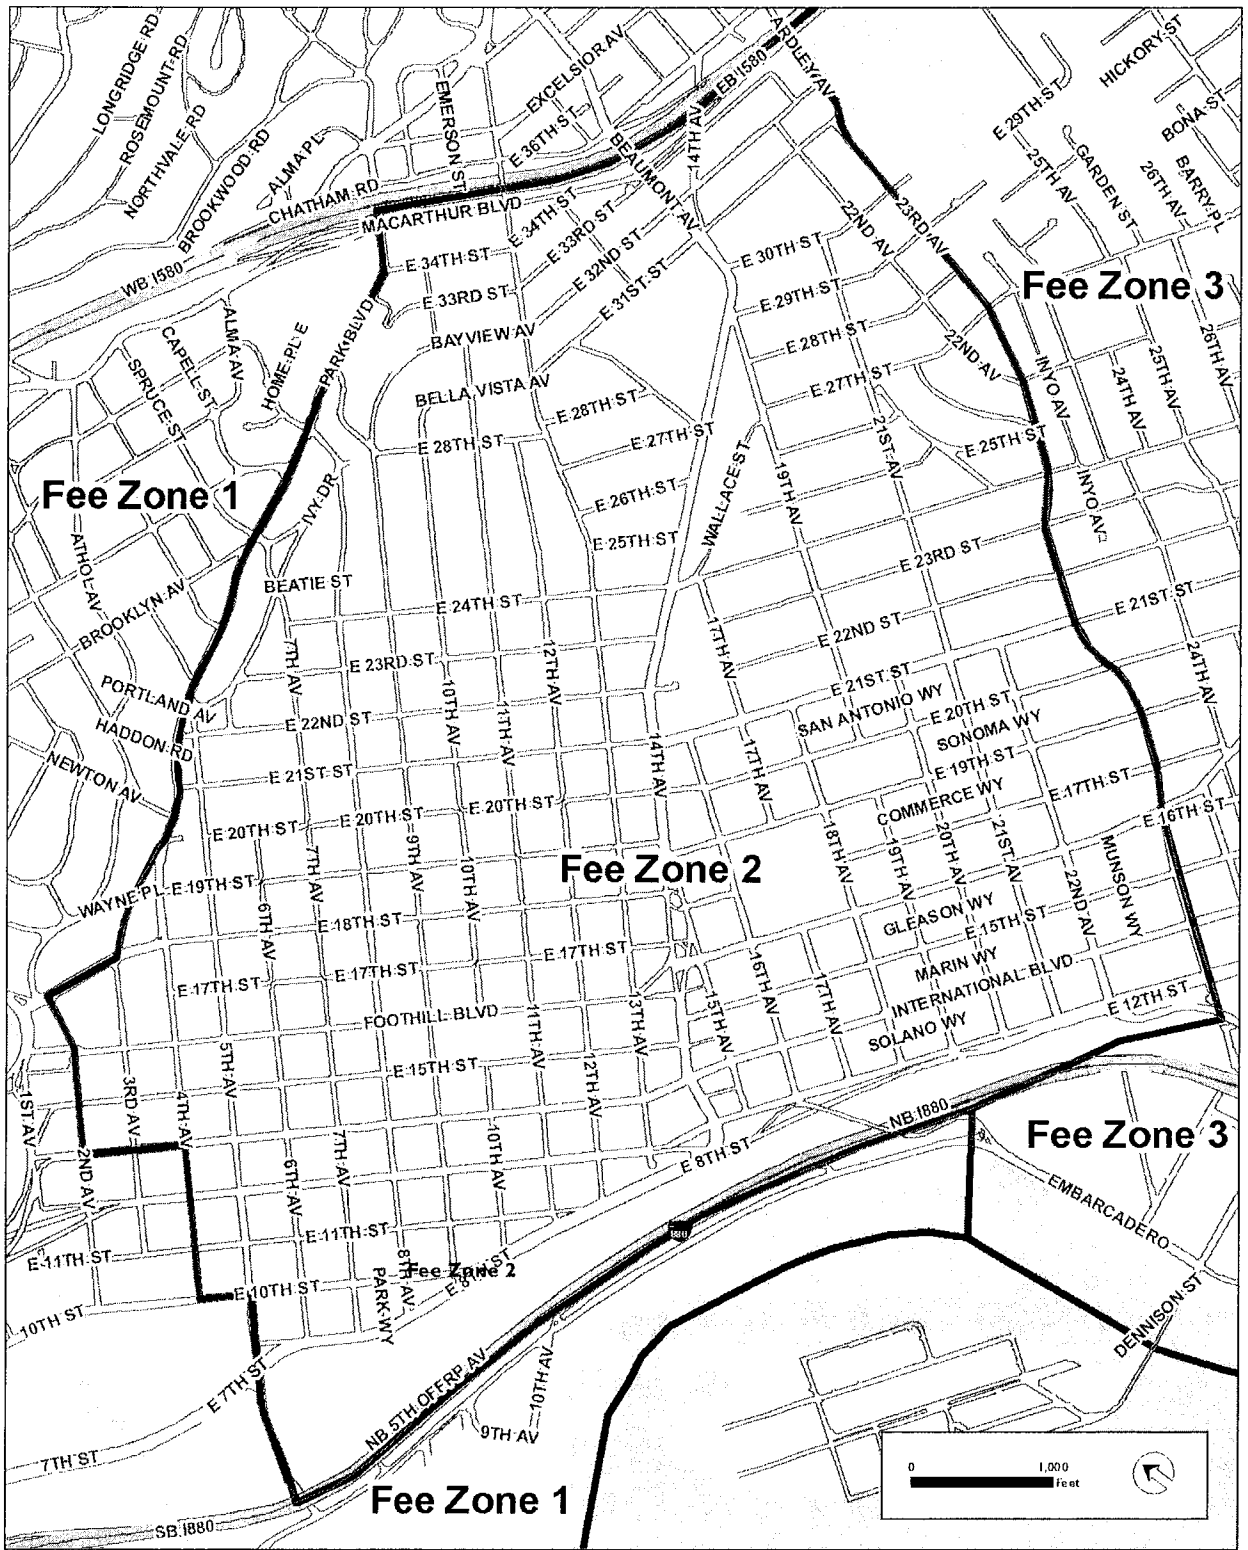 LONGRIDGE RD
ROSEMOUNT RD
NORTHVALE RD
BROOKWOOD RD
ALMA PL
CHATHAM RD
WB I580
EMERSON ST
EXCELSIOR AV
E 36TH ST
BEAUMONT AV
14TH AV
EB I580
ARDLEY AV
HICKORY ST
E 29TH ST
BONA ST
25TH AV
GARDEN ST
26TH AV
BARRY PL
MACARTHUR BLVD
E 34TH ST
E 34TH ST
E 33RD ST
E 33RD ST
E 32ND ST
E 31ST ST
E 30TH ST
22ND AV
23RD AV
Fee Zone 3
E 29TH ST
E 28TH ST
E 27TH ST
22ND AV
INYO AV
24TH AV
25TH AV
26TH AV
BAYVIEW AV
BELLA VISTA AV
PARK BLVD
ALMA AV
CAPELL ST
SPRUCE ST
E 28TH ST
E 28TH ST
E 27TH ST
E 26TH ST
E 25TH ST
WALLACE ST
19TH AV
21ST AV
E 25TH ST
INYO AV
Fee Zone 1
IVY DR
ATHOL AV
BROOKLYN AV
BEATIE ST
E 24TH ST
E 23RD ST
E 23RD ST
E 22ND ST
E 22ND ST
E 21ST ST
E 21ST ST
E 21ST ST
7TH AV
10TH AV
11TH AV
12TH AV
14TH AV
17TH AV
17TH AV
24TH AV
PORTLAND AV
HADDON RD
NEWTON AV
SAN ANTONIO WY
E 20TH ST
SONOMA WY
E 19TH ST
COMMERCE WY
E 17TH ST
E 16TH ST
E 20TH ST
E 20TH ST
E 20TH ST
7TH AV
9TH AV
10TH AV
Fee Zone 2
18TH AV
19TH AV
20TH AV
21ST AV
22ND AV
MUNSON WY
WAYNE PL
E 19TH ST
6TH AV
E 18TH ST
E 17TH ST
E 17TH ST
E 17TH ST
GLEASON WY
E 15TH ST
MARIN WY
INTERNATIONAL BLVD
SOLANO WY
E 12TH ST
16TH AV
17TH AV
15TH AV
13TH AV
12TH AV
11TH AV
FOOTHILL BLVD
E 15TH ST
1ST AV
2ND AV
3RD AV
4TH AV
5TH AV
6TH AV
7TH AV
10TH AV
NB I880
E 8TH ST
Fee Zone 3
EMBARCADERO
DENNISON ST
E 11TH ST
E 11TH ST
8TH AV
Fee Zone 2
E 8TH ST
880
10TH ST
E 10TH ST
PARK WY
E 7TH ST
7TH ST
NB 5TH OFFRP AV
10TH AV
9TH AV
Fee Zone 1
SB I880
0 1,000
Feet